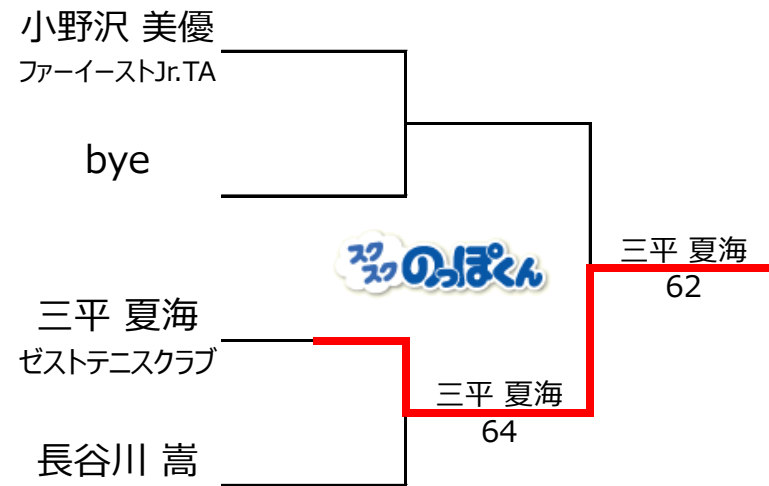 小野沢 美優
ファーイーストJr.TA
bye
スクスク のっぽくん
三平 夏海
62
三平 夏海
ゼストテニスクラブ
三平 夏海
64
長谷川 嵩